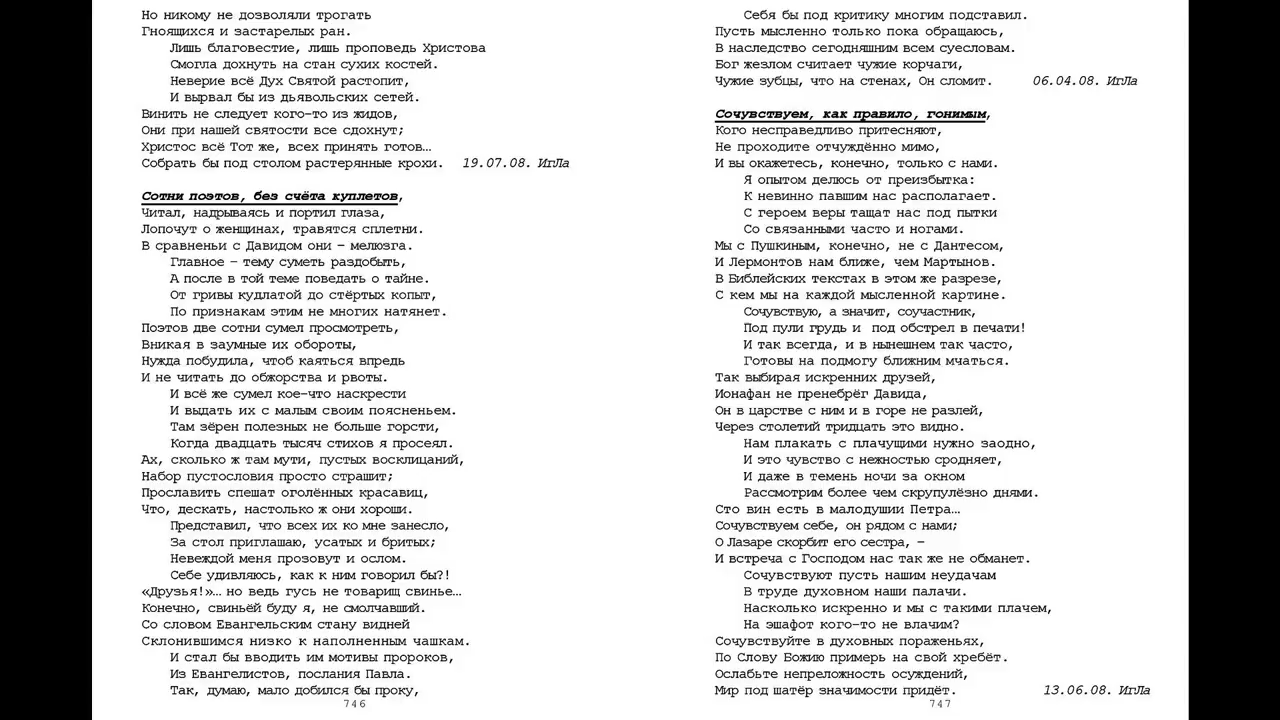 Но никому не дозволяли трогать
Гноящихся и застарелых ран.
Лишь благовестие, лишь проповедь Христова
Смогла дохнуть на стан сухих костей.
Неверие всё Дух Святой растопит,
И вырвал бы из дьявольских сетей.
Винить не следует кого-то из жидов,
Они при нашей святости все сдохнут;
Христос всё Тот же, всех принять готов…
Собрать бы под столом растерянные крохи. 19.07.08. ИгЛа
Сотни поэтов, без счёта куплетов,
Читал, надрываясь и портил глаза,
Лопочут о женщинах, травятся сплетни.
В сравненьи с Давидом они – мелюзга.
Главное – тему суметь раздобыть,
А после в той теме поведать о тайне.
От гривы кудлатой до стёртых копыт,
По признакам этим не многих натянет.
Поэтов две сотни сумел просмотреть,
Вникая в заумные их обороты,
Нужда побудила, чтоб каяться впредь
И не читать до обжорства и рвоты.
И всё же сумел кое-что наскрести
И выдать их с малым своим поясненьем.
Там зёрен полезных не больше горсти,
Когда двадцать тысяч стихов я просеял.
Ах, сколько ж там мути, пустых восклицаний,
Набор пустословия просто страшит;
Прославить спешат оголённых красавиц,
Что, дескать, настолько ж они хороши.
Представил, что всех их ко мне занесло,
За стол приглашаю, усатых и бритых;
Невеждой меня прозовут и ослом.
Себе удивляюсь, как к ним говорил бы?!
«Друзья!»… но ведь гусь не товарищ свинье…
Конечно, свиньёй буду я, не смолчавший.
Со словом Евангельским стану видней
Склонившимся низко к наполненным чашкам.
И стал бы вводить им мотивы пророков,
Из Евангелистов, послания Павла.
Так, думаю, мало добился бы проку,
746
Себя бы под критику многим подставил.
Пусть мысленно только пока обращаюсь,
В наследство сегодняшним всем суесловам.
Бог жезлом считает чужие корчаги,
Чужие зубцы, что на стенах, Он сломит. 06.04.08. ИгЛа
Сочувствуем, как правило, гонимым,
Кого несправедливо притесняют,
Не проходите отчуждённо мимо,
И вы окажетесь, конечно, только с нами.
Я опытом делюсь от преизбытка:
К невинно павшим нас располагает.
С героем веры тащат нас под пытки
Со связанными часто и ногами.
Мы с Пушкиным, конечно, не с Дантесом,
И Лермонтов нам ближе, чем Мартынов.
В Библейских текстах в этом же разрезе,
С кем мы на каждой мысленной картине.
Сочувствую, а значит, соучастник,
Под пули грудь и под обстрел в печати!
И так всегда, и в нынешнем так часто,
Готовы на подмогу ближним мчаться.
Так выбирая искренних друзей,
Ионафан не пренебрёг Давида,
Он в царстве с ним и в горе не разлей,
Через столетий тридцать это видно.
Нам плакать с плачущими нужно заодно,
И это чувство с нежностью сродняет,
И даже в темень ночи за окном
Рассмотрим более чем скрупулёзно днями.
Сто вин есть в малодушии Петра…
Сочувствуем себе, он рядом с нами;
О Лазаре скорбит его сестра, –
И встреча с Господом нас так же не обманет.
Сочувствуют пусть нашим неудачам
В труде духовном наши палачи.
Насколько искренно и мы с такими плачем,
На эшафот кого-то не влачим?
Сочувствуйте в духовных пораженьях,
По Слову Божию примерь на свой хребёт.
Ослабьте непреложность осуждений,
Мир под шатёр значимости придёт. 13.06.08. ИгЛа
747